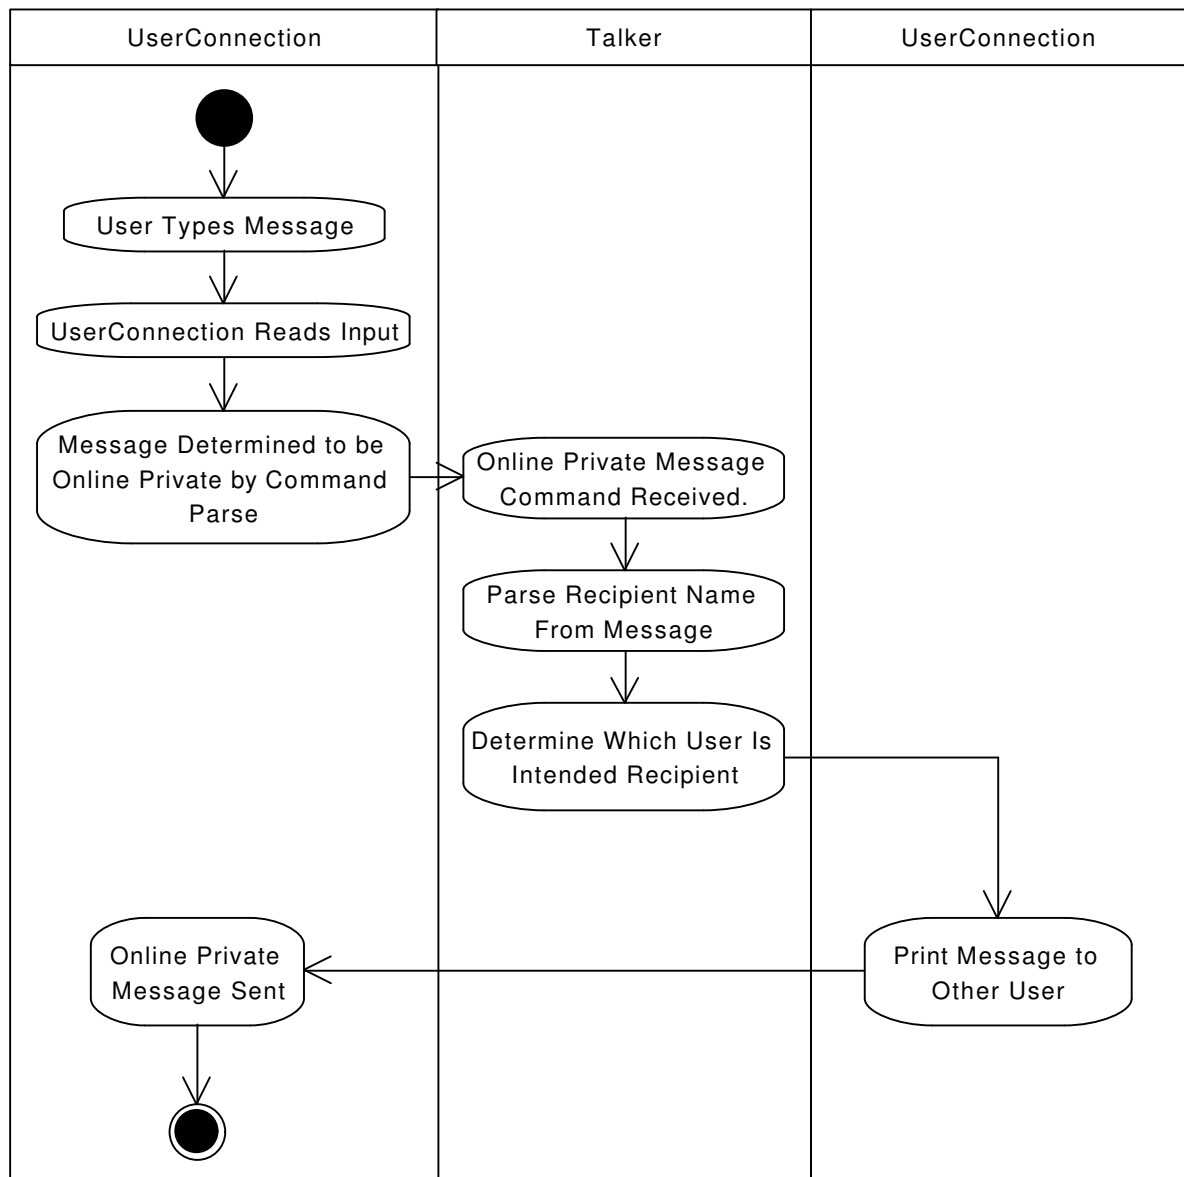 UserConnection
Talker
UserConnection
User Types Message
UserConnection Reads Input
Message Determined to be
Online Private by Command
Parse
Online Private Message
Command Received.
Parse Recipient Name
From Message
Determine Which User Is
Intended Recipient
Print Message to
Other User
Online Private
Message Sent